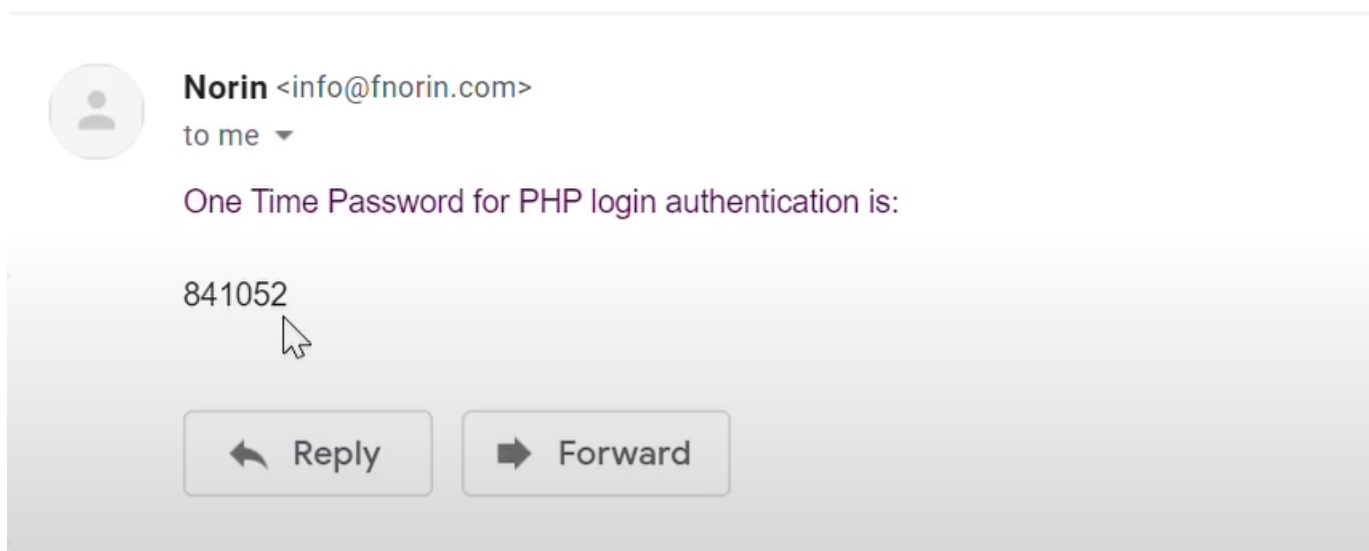 Norin <info@fnorin.com>
to me
One Time Password for PHP login authentication is:
841052
Reply
Forward